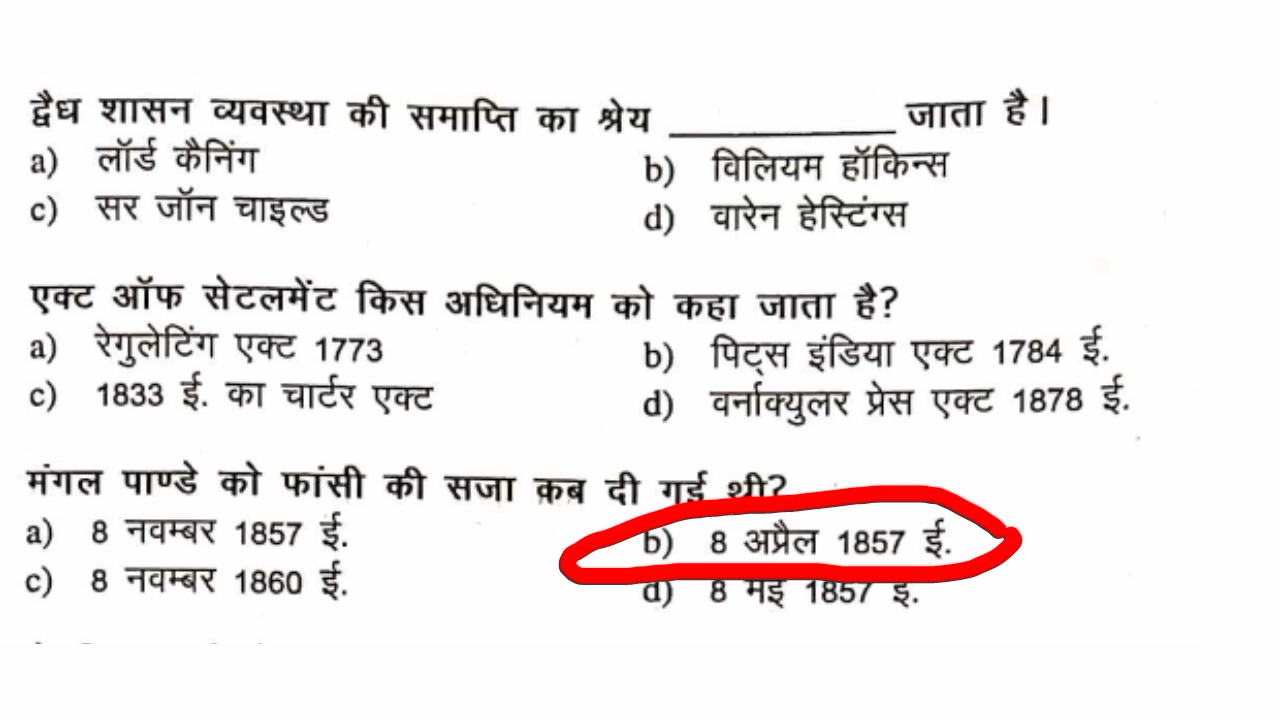 द्वैध शासन व्यवस्था की समाप्ति का श्रेय __________ जाता है।
a) लॉर्ड कैनिंग b) विलियम हॉकिन्स
c) सर जॉन चाइल्ड d) वारेन हेस्टिंग्स
एक्ट ऑफ सेटलमेंट किस अधिनियम को कहा जाता है?
a) रेगुलेटिंग एक्ट 1773 b) पिट्स इंडिया एक्ट 1784 ई.
c) 1833 ई. का चार्टर एक्ट d) वर्नाक्युलर प्रेस एक्ट 1878 ई.
मंगल पाण्डे को फांसी की सजा कब दी गई थी?
a) 8 नवम्बर 1857 ई. b) 8 अप्रैल 1857 ई.
c) 8 नवम्बर 1860 ई. d) 8 मई 1857 ई.